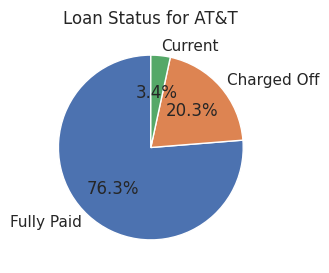 Loan Status for AT&T
Current
3.4%
Charged Off
20.3%
76.3%
Fully Paid